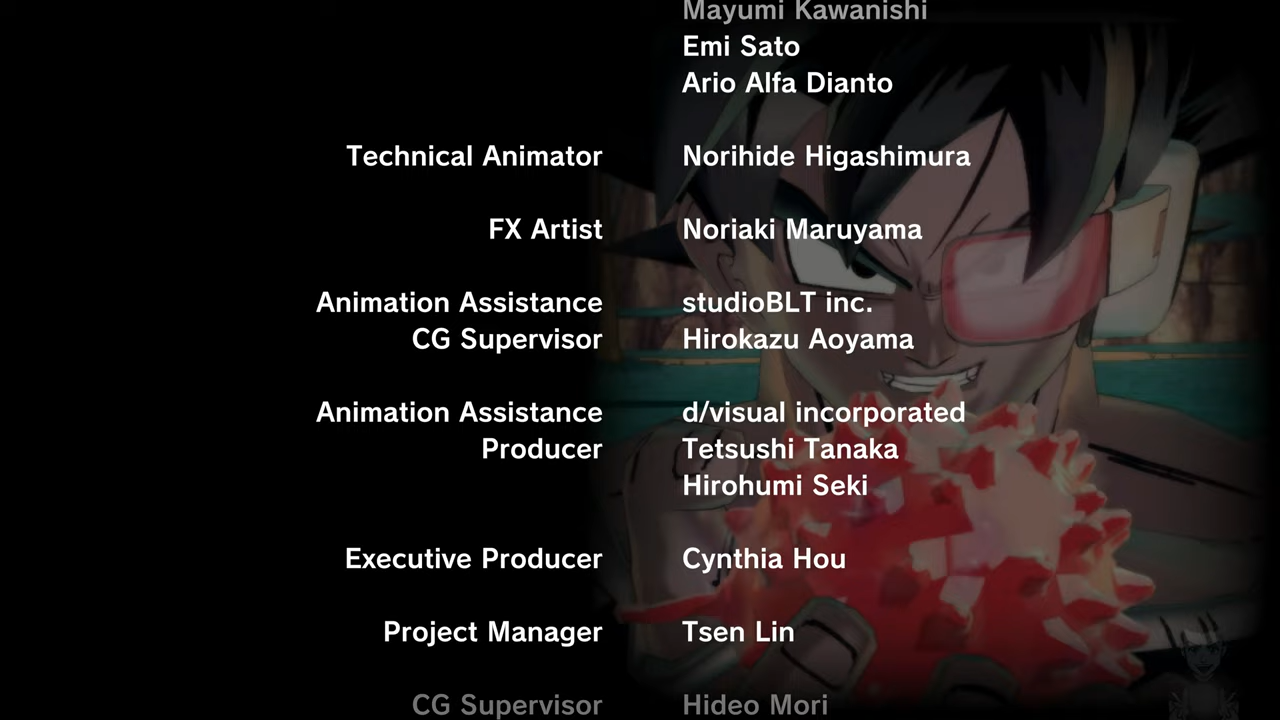 Mayumi Kawanishi
Emi Sato
Ario Alfa Dianto
Technical Animator Norihide Higashimura
FX Artist Noriaki Maruyama
Animation Assistance studioBLT inc.
CG Supervisor Hirokazu Aoyama
Animation Assistance d/visual incorporated
Producer Tetsushi Tanaka
Hirohumi Seki
Executive Producer Cynthia Hou
Project Manager Tsen Lin
CG Supervisor Hideo Mori